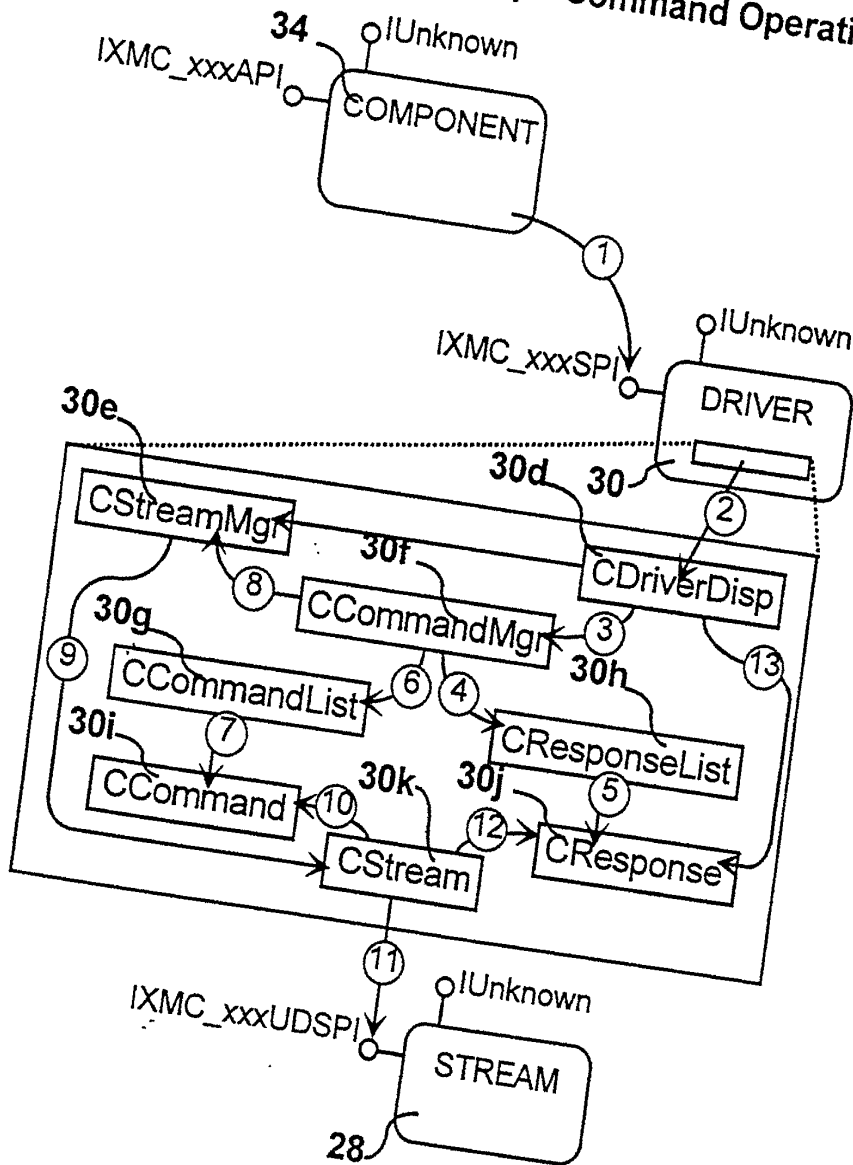 Command Operati
34
IUnknown
IXMC_xxxAPI
COMPONENT
1
IUnknown
IXMC_xxxSPI
DRIVER
30e
30d
30
2
CStreamMgr
30f
CDriverDisp
8
CCommandMgr
3
13
30g
9
6
4
30h
CCommandList
7
CResponseList
30i
30k
30j
5
CCommand
10
12
CStream
CResponse
11
IUnknown
IXMC_xxxUDSPI
STREAM
28